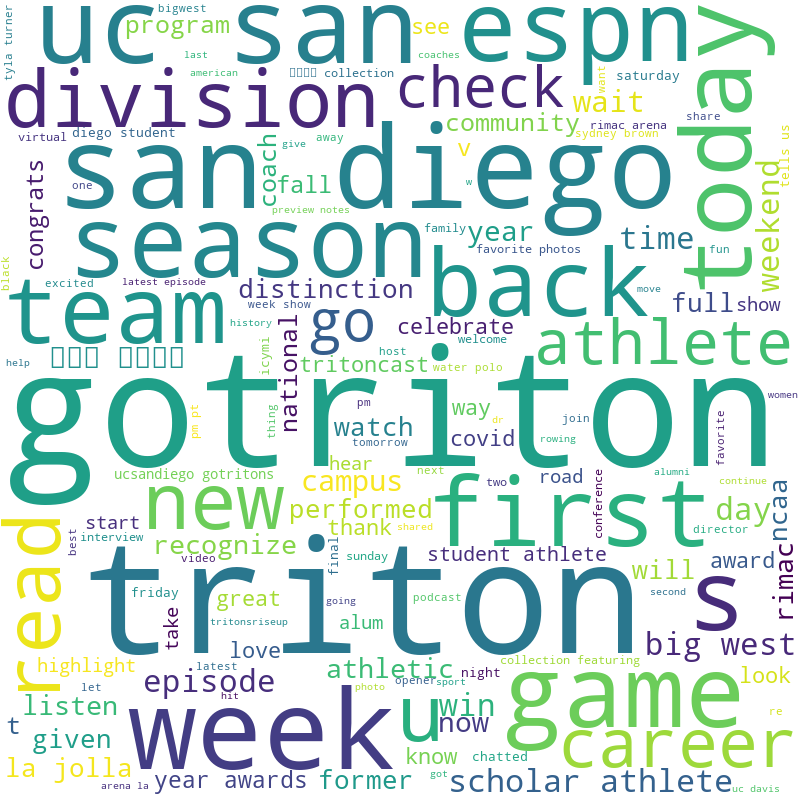 bigwest
tyla turner
uc san
program
see
espn
today
last
coaches
american
collection
division
check
want
saturday
wait
share
virtual
diego student
community
sydney brown
rimac arena
tells us
san diego
coach
v
give
away
fall
one
w
weekend
congrats
preview notes
season
family
year
time
favorite photos
fun
black
excited
latest episode
back
distinction
move
full
show
team
week show
go
celebrate
history
national
icymi
host
welcome
athlete
help
tritoncast
water polo
gotriton
women
pm
way
dr
join
favorite
pm pt
thing
watch
tomorrow
covid
rowing
hear
ucsandiego gotritons
next
road
alumni
conference
two
campus
continue
new
first
day
ncaa
read
start
performed
thank
shared
director
best
interview
recognize
video
final
sunday
student athlete
award
triton
s
will
second
rimac
friday
great
going
podcast
take
tritonsriseup
alum
love
big west
highlight
latest
athletic
night
collection featuring
look
let
episode
photo
opener
sport
game
hit
listen
week
u
win
now
re
t
given
career
know
chatted
la jolla
year awards
former
got
scholar athlete
arena la
uc davis